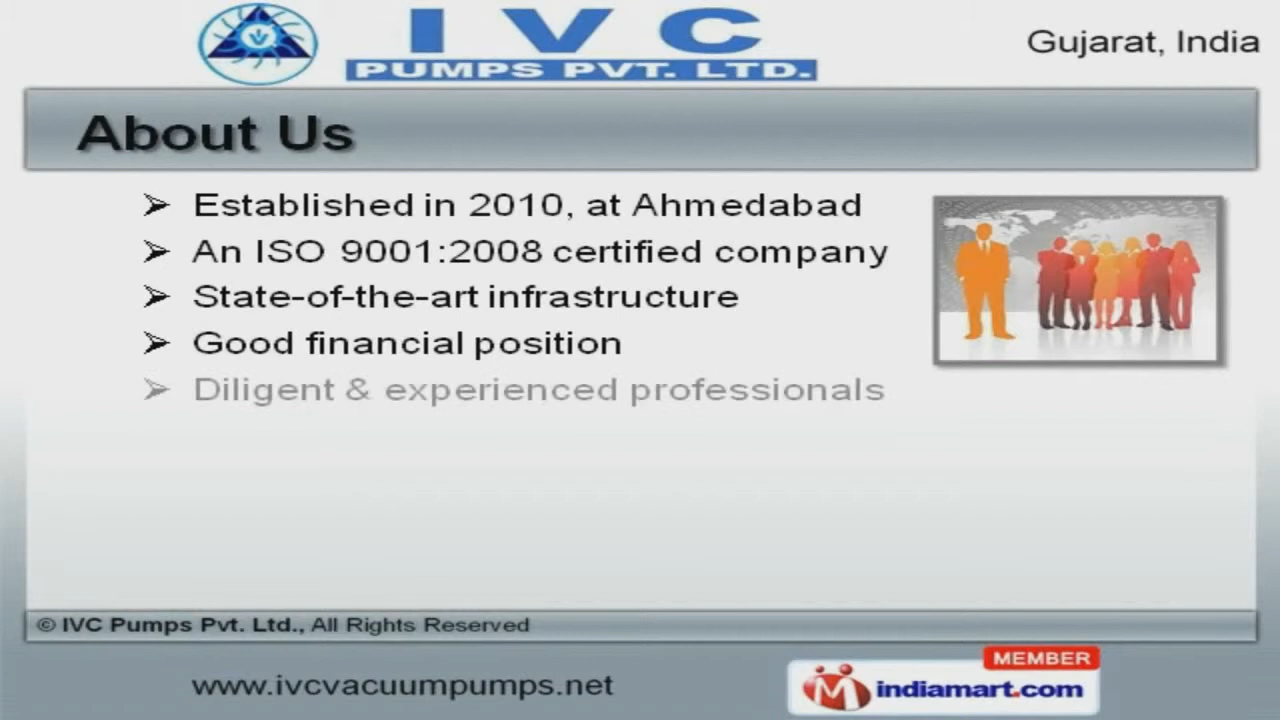 IVC
PUMPS PVT. LTD.
Gujarat, India
About Us
➢ Established in 2010, at Ahmedabad
➢ An ISO 9001:2008 certified company
➢ State-of-the-art infrastructure
➢ Good financial position
➢ Diligent & experienced professionals
© IVC Pumps Pvt. Ltd., All Rights Reserved
www.ivcvacuumpumps.net
MEMBER
indiamart.com